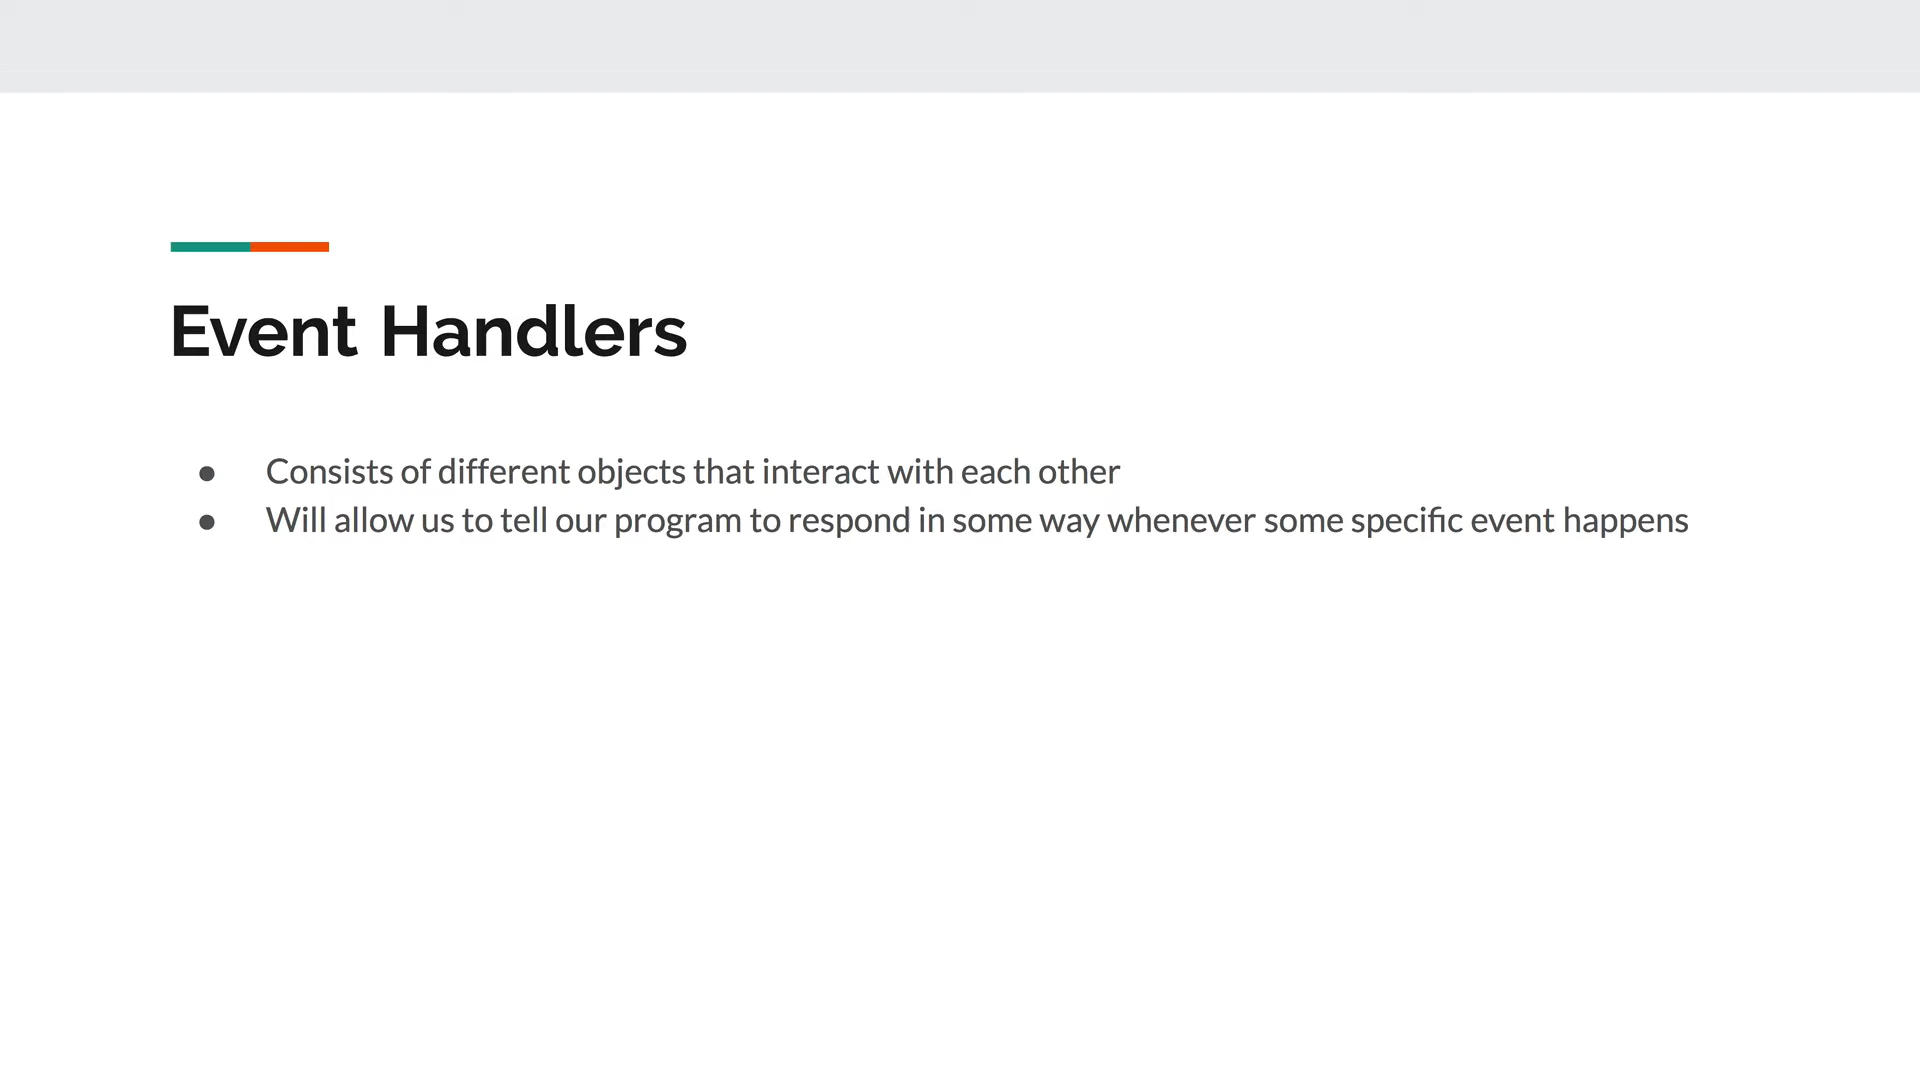 Event Handlers
● Consists of different objects that interact with each other
● Will allow us to tell our program to respond in some way whenever some specific event happens